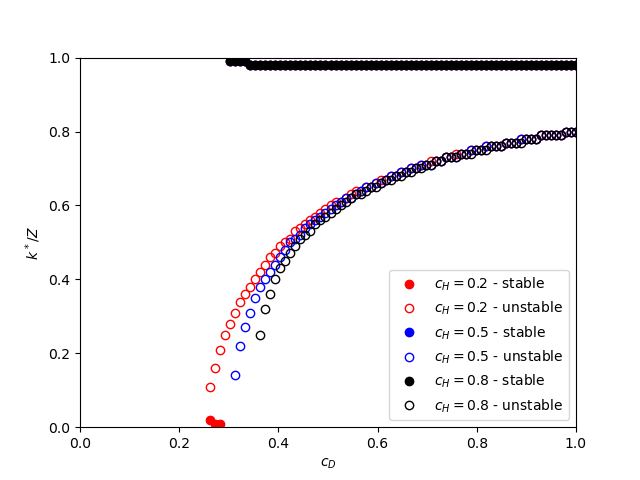 1.0
0.8
0.6
0.4
0.2
0.0
k*/Z
0.0 0.2 0.4 0.6 0.8 1.0
c_D
c_H = 0.2 - stable
c_H = 0.2 - unstable
c_H = 0.5 - stable
c_H = 0.5 - unstable
c_H = 0.8 - stable
c_H = 0.8 - unstable